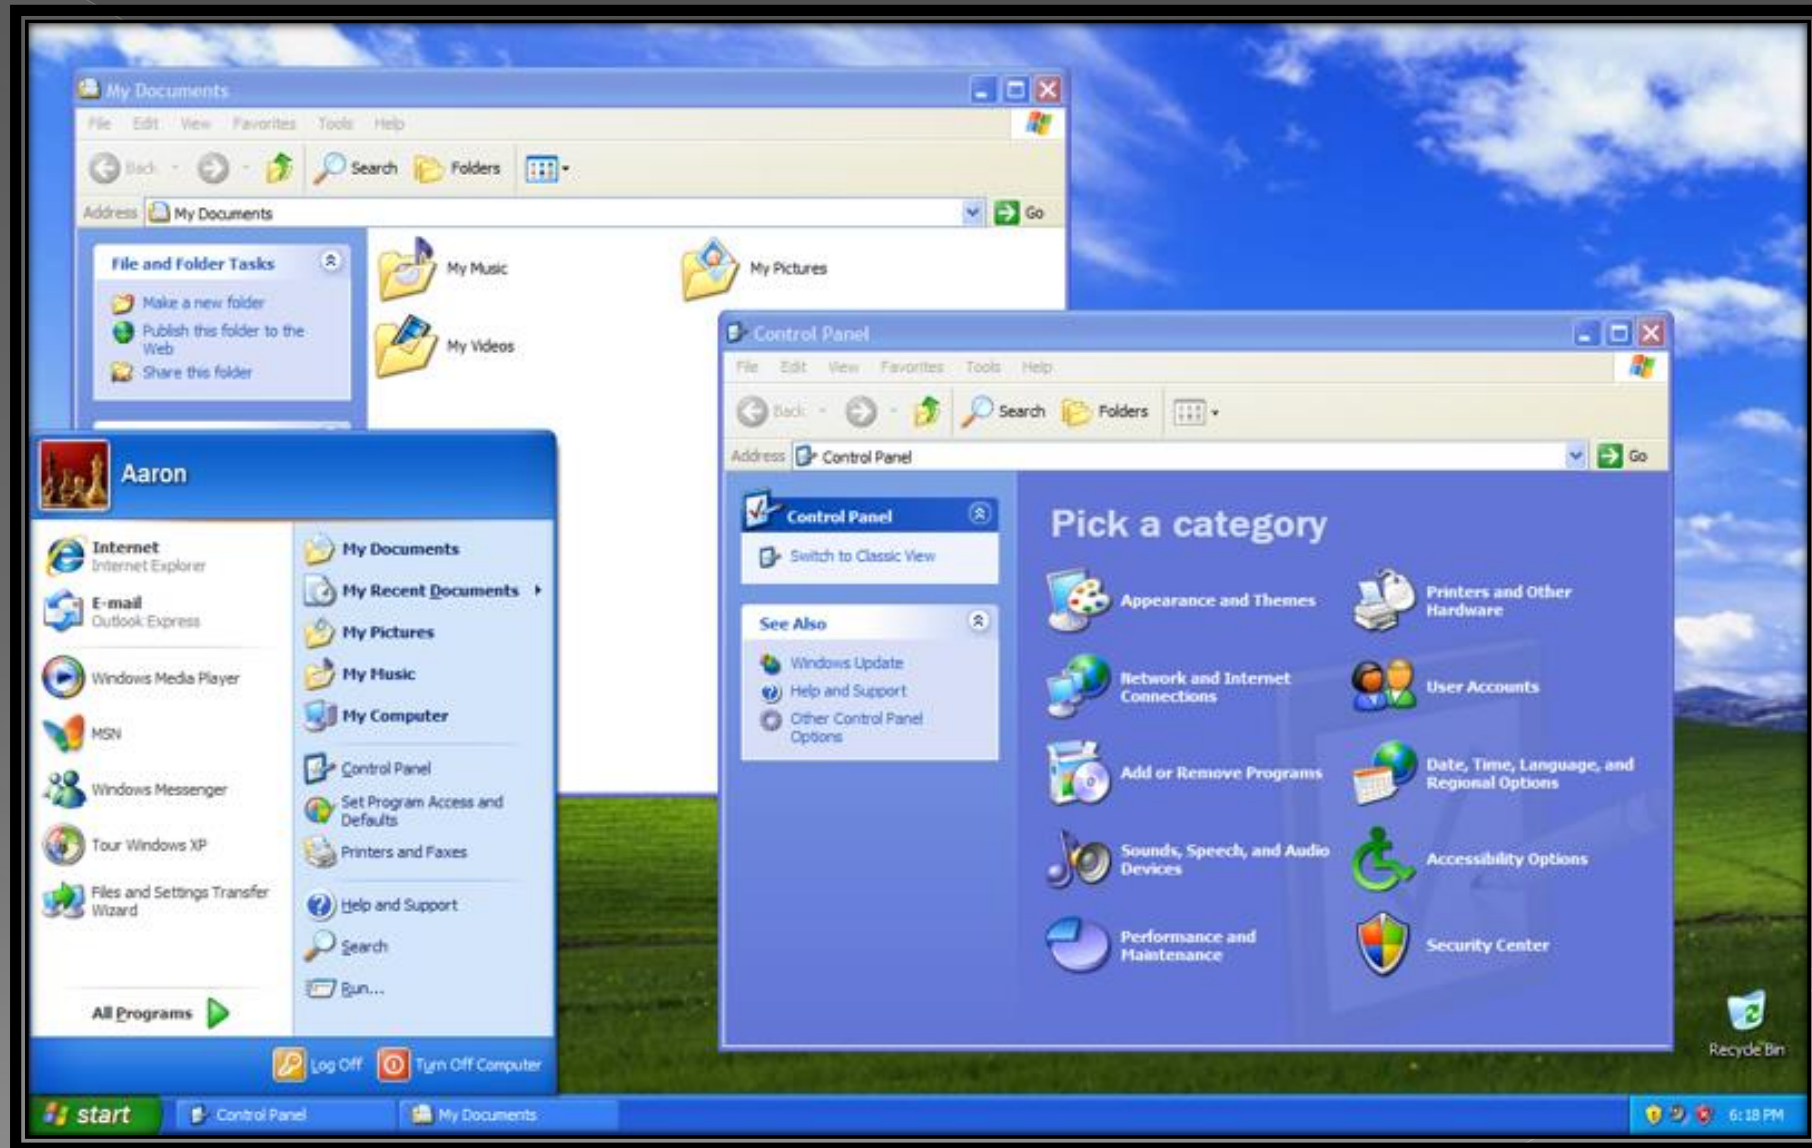 My Documents
File Edit View Favorites Tools Help
Back Search Folders
Address My Documents Go
File and Folder Tasks
Make a new folder
Publish this folder to the
Web
Share this folder
My Music
My Pictures
My Videos
Control Panel
File Edit View Favorites Tools Help
Back Search Folders
Address Control Panel Go
Control Panel
Switch to Classic View
See Also
Windows Update
Help and Support
Other Control Panel
Options
Pick a category
Appearance and Themes
Printers and Other
Hardware
Network and Internet
Connections
User Accounts
Add or Remove Programs
Date, Time, Language, and
Regional Options
Sounds, Speech, and Audio
Devices
Accessibility Options
Performance and
Maintenance
Security Center
Aaron
Internet
Internet Explorer
E-mail
Outlook Express
Windows Media Player
MSN
Windows Messenger
Tour Windows XP
Files and Settings Transfer
Wizard
All Programs
My Documents
My Recent Documents
My Pictures
My Music
My Computer
Control Panel
Set Program Access and
Defaults
Printers and Faxes
Help and Support
Search
Run...
Log Off Turn Off Computer
Recycle Bin
start Control Panel My Documents 6:18 PM